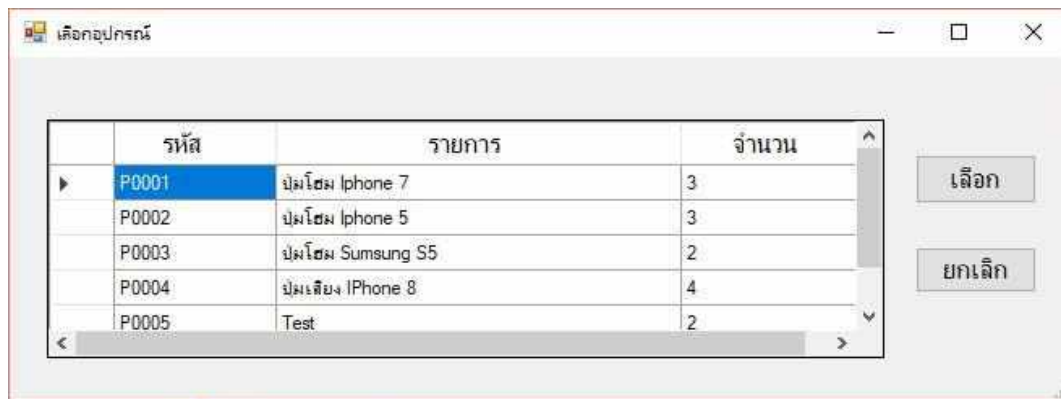 เลือกอุปกรณ์
รหัส รายการ จำนวน
P0001 ปุ่มโฮม Iphone 7 3
P0002 ปุ่มโฮม Iphone 5 3
P0003 ปุ่มโฮม Sumsung S5 2
P0004 ปุ่มเสียง IPhone 8 4
P0005 Test 2
เลือก
ยกเลิก